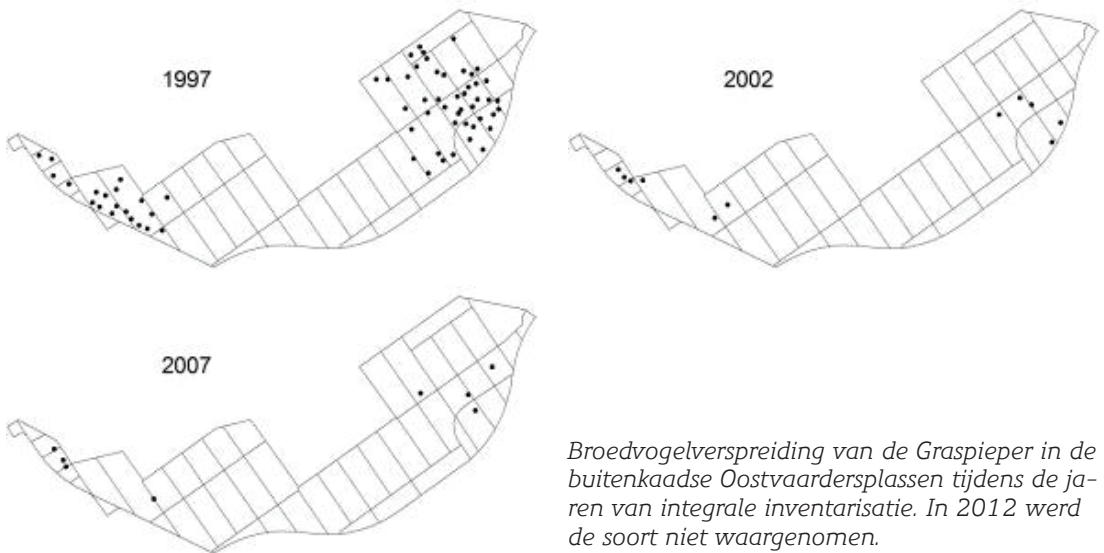 1997
2002
2007
Broedvogelverspreiding van de Graspieper in de
buitenkaadse Oostvaardersplassen tijdens de ja-
ren van integrale inventarisatie. In 2012 werd
de soort niet waargenomen.